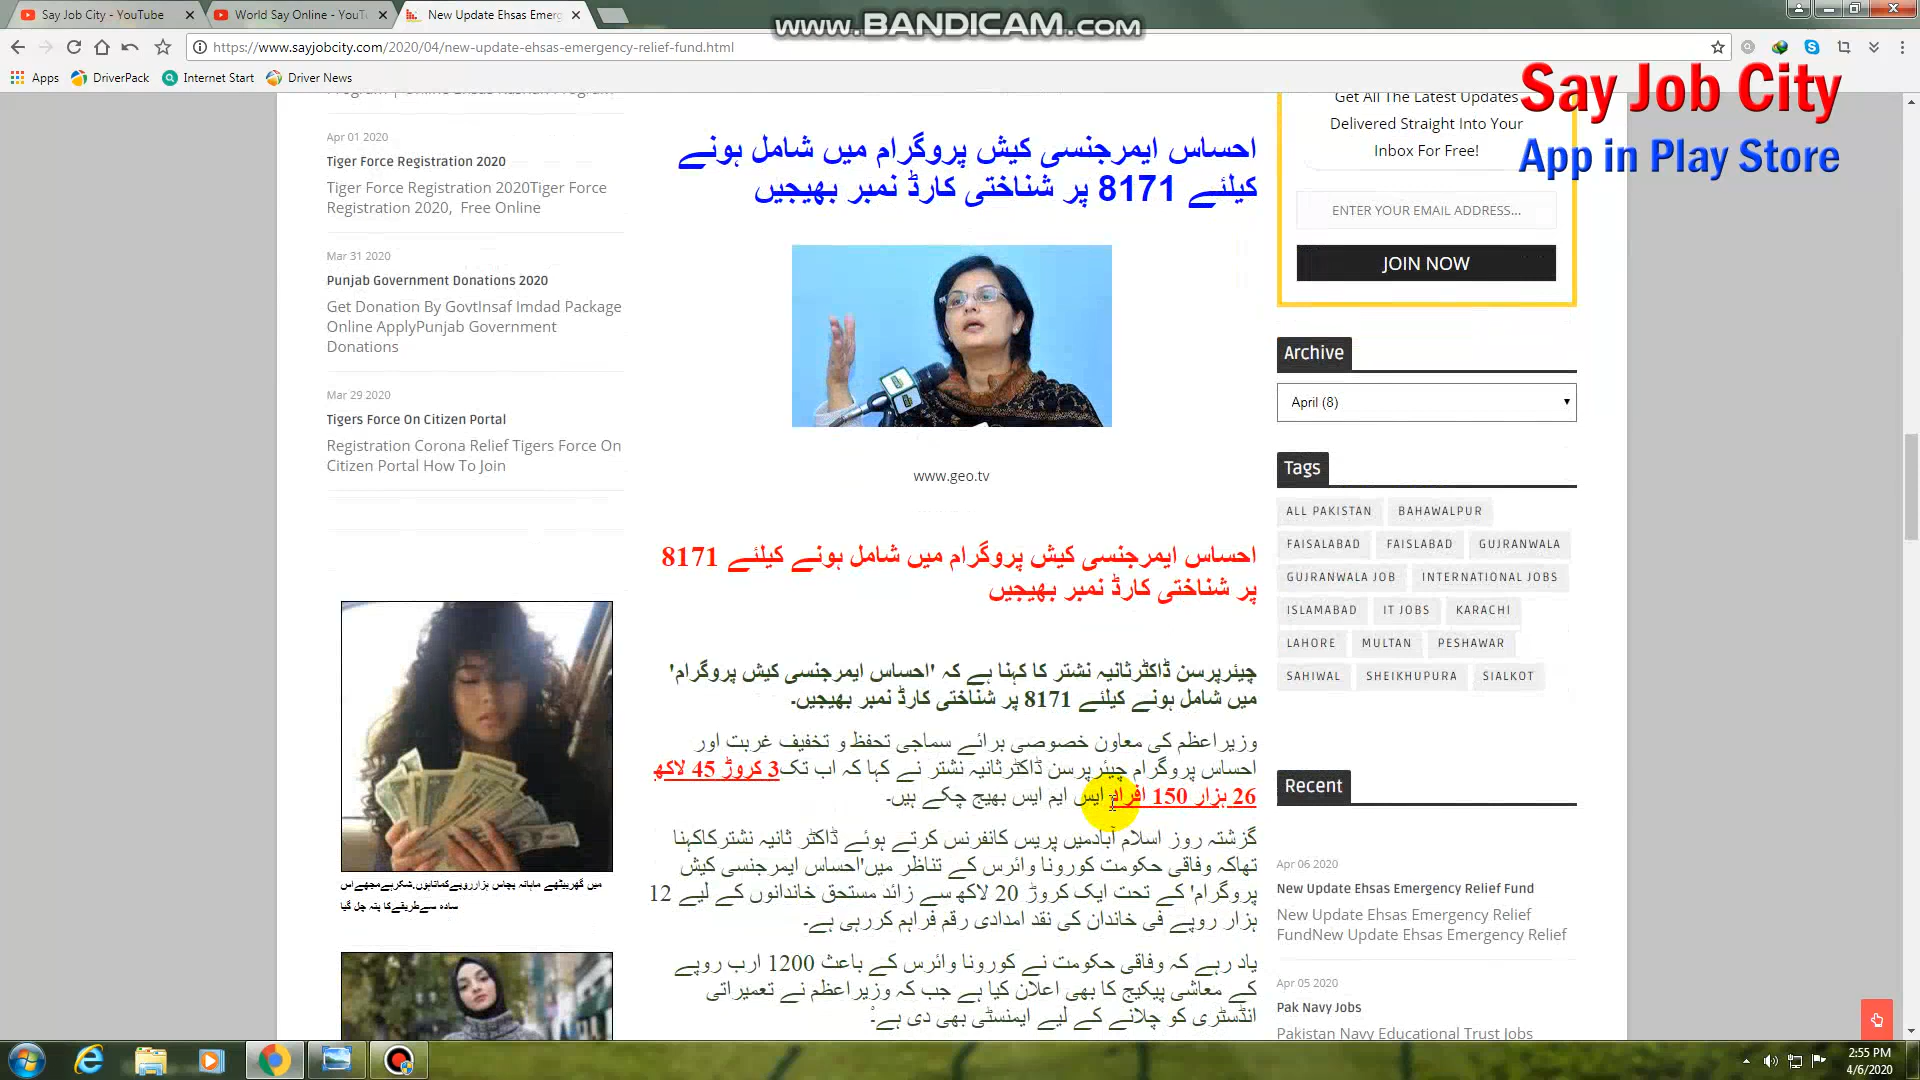 Say Job City - YouTube
World Say Online - YouT
New Update Ehsas Emerg
www.BANDICAM.com
https://www.sayjobcity.com/2020/04/new-update-ehsas-emergency-relief-fund.html
Apps
DriverPack
Internet Start
Driver News
Say Job City
App in Play Store
Apr 01 2020
Tiger Force Registration 2020
Tiger Force Registration 2020Tiger Force
Registration 2020,  Free Online
Mar 31 2020
Punjab Government Donations 2020
Get Donation By GovtInsaf Imdad Package
Online ApplyPunjab Government
Donations
Mar 29 2020
Tigers Force On Citizen Portal
Registration Corona Relief Tigers Force On
Citizen Portal How To Join
میں گھربیٹھے ماہانہ پچاس ہزارروپےکماتاہوں,شکرہےمجھےاس
سادہ سےطریقےکا پتہ چل گیا
احساس ایمرجنسی کیش پروگرام میں شامل ہونے
کیلئے 8171 پر شناختی کارڈ نمبر بھیجیں
www.geo.tv
احساس ایمرجنسی کیش پروگرام میں شامل ہونے کیلئے 8171
پر شناختی کارڈ نمبر بھیجیں
چیئرپرسن ڈاکٹرثانیہ نشتر کا کہنا ہے کہ 'احساس ایمرجنسی کیش پروگرام'
میں شامل ہونے کیلئے 8171 پر شناختی کارڈ نمبر بھیجیں۔
وزیراعظم کی معاون خصوصی برائے سماجی تحفظ و تخفیف غربت اور
احساس پروگرام چیئرپرسن ڈاکٹرثانیہ نشتر نے کہا کہ اب تک3 کروڑ 45 لاکھ
26 ہزار 150 افراد ایس ایم ایس بھیج چکے ہیں۔
گزشتہ روز اسلام آبادمیں پریس کانفرنس کرتے ہوئے ڈاکٹر ثانیہ نشترکاکہنا
تھاکہ وفاقی حکومت کورونا وائرس کے تناظر میں'احساس ایمرجنسی کیش
پروگرام' کے تحت ایک کروڑ 20 لاکھ سے زائد مستحق خاندانوں کے لیے 12
ہزار روپے فی خاندان کی نقد امدادی رقم فراہم کررہی ہے۔
یاد رہے کہ وفاقی حکومت نے کورونا وائرس کے باعث 1200 ارب روپے
کے معاشی پیکیج کا بھی اعلان کیا ہے جب کہ وزیراعظم نے تعمیراتی
انڈسٹری کو چلانے کے لیے ایمنسٹی بھی دی ہے۔
Get All The Latest Updates
Delivered Straight Into Your
Inbox For Free!
ENTER YOUR EMAIL ADDRESS...
JOIN NOW
Archive
April (8)
Tags
ALL PAKISTAN
BAHAWALPUR
FAISALABAD
FAISLABAD
GUJRANWALA
GUJRANWALA JOB
INTERNATIONAL JOBS
ISLAMABAD
IT JOBS
KARACHI
LAHORE
MULTAN
PESHAWAR
SAHIWAL
SHEIKHUPURA
SIALKOT
Recent
Apr 06 2020
New Update Ehsas Emergency Relief Fund
New Update Ehsas Emergency Relief
FundNew Update Ehsas Emergency Relief
Apr 05 2020
Pak Navy Jobs
Pakistan Navy Educational Trust Jobs
2:55 PM
4/6/2020